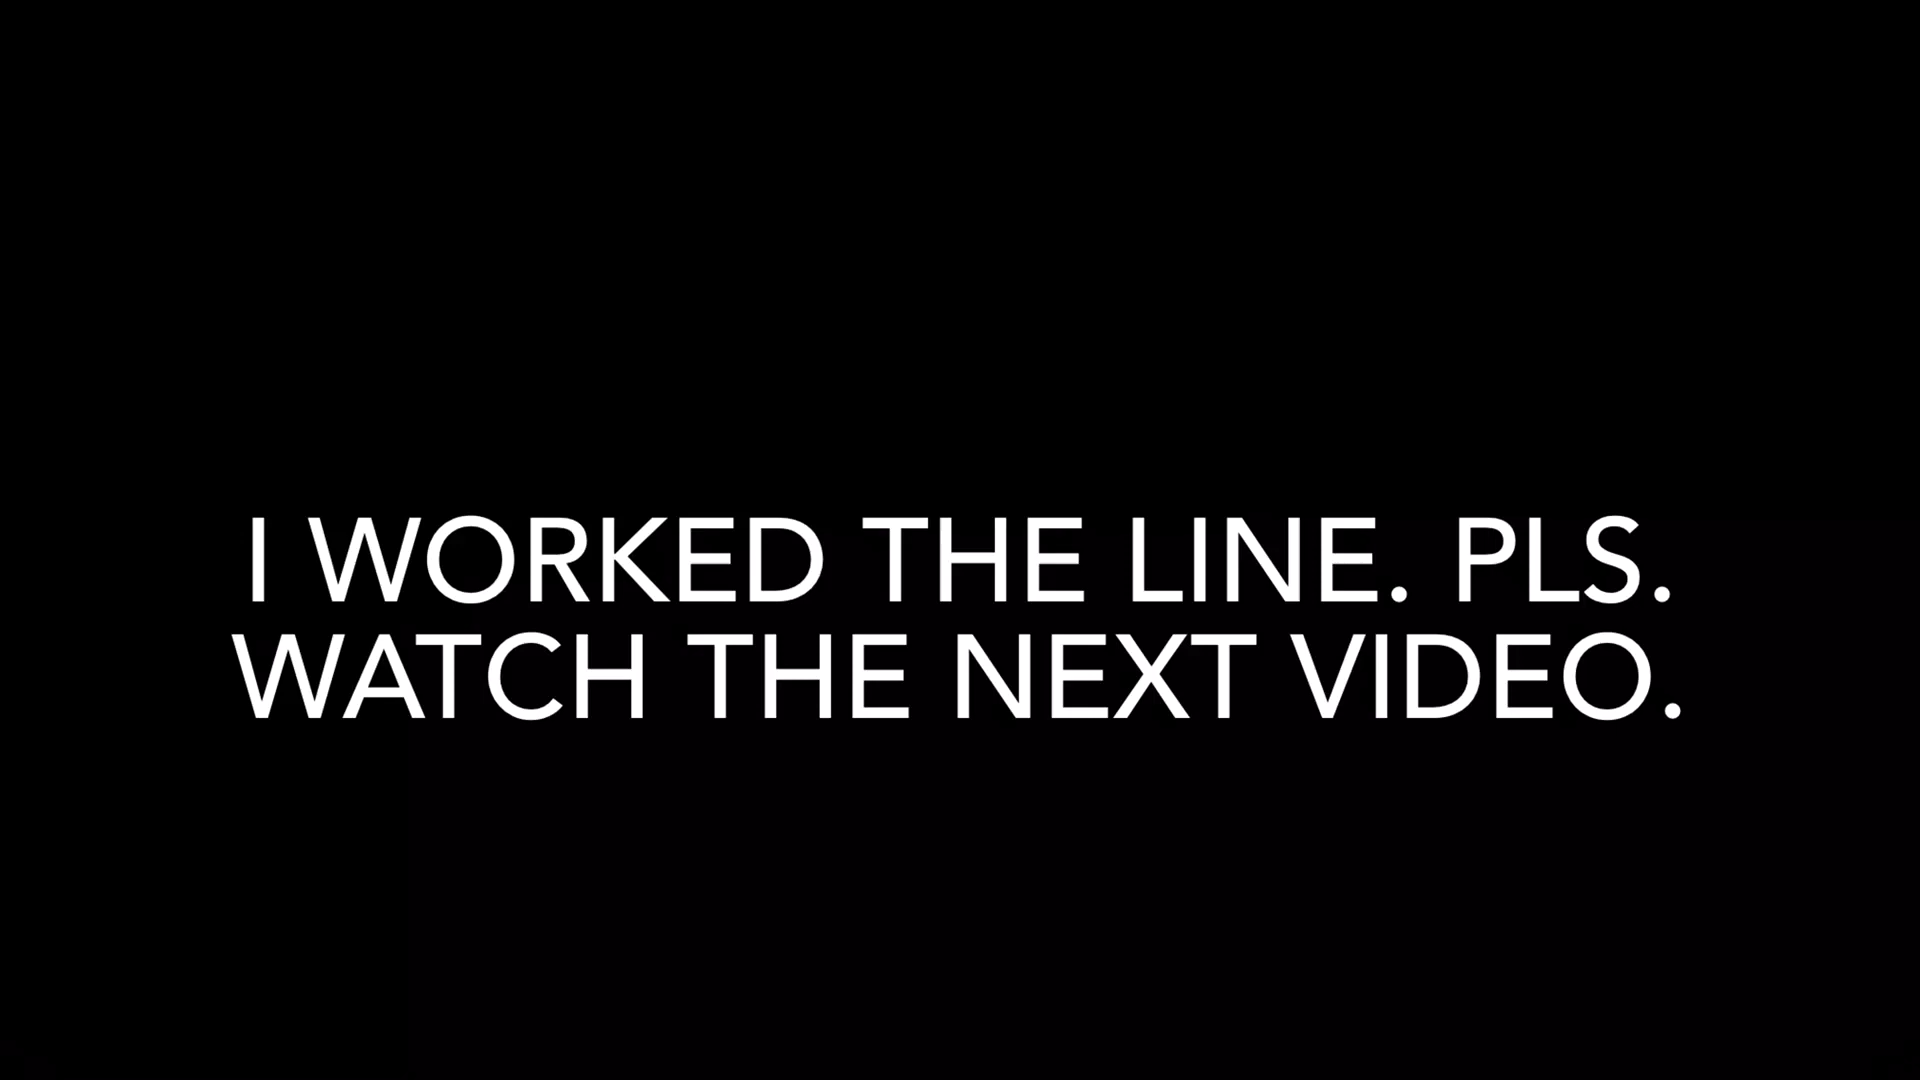 I WORKED THE LINE. PLS.
WATCH THE NEXT VIDEO.